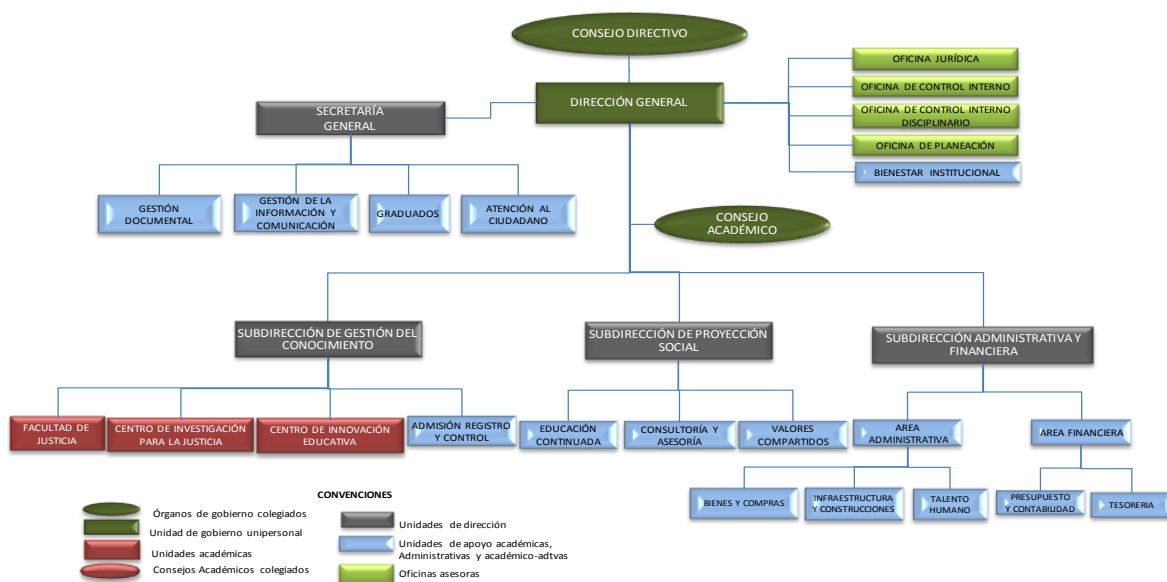 CONSEJO DIRECTIVO
DIRECCIÓN GENERAL
OFICINA JURÍDICA
OFICINA DE CONTROL INTERNO
OFICINA DE CONTROL INTERNO
DISCIPLINARIO
OFICINA DE PLANEACIÓN
BIENESTAR INSTITUCIONAL
SECRETARÍA
GENERAL
GESTIÓN
DOCUMENTAL
GESTIÓN DE LA
INFORMACIÓN Y
COMUNICACIÓN
GRADUADOS
ATENCIÓN AL
CIUDADANO
CONSEJO
ACADÉMICO
SUBDIRECCIÓN DE GESTIÓN DEL
CONOCIMIENTO
SUBDIRECCIÓN DE PROYECCIÓN
SOCIAL
SUBDIRECCIÓN ADMINISTRATIVA Y
FINANCIERA
FACULTAD DE
JUSTICIA
CENTRO DE INVESTIGACIÓN
PARA LA JUSTICIA
CENTRO DE INNOVACIÓN
EDUCATIVA
ADMISIÓN REGISTRO
Y CONTROL
EDUCACIÓN
CONTINUADA
CONSULTORÍA Y
ASESORÍA
VALORES
COMPARTIDOS
AREA
ADMINISTRATIVA
AREA FINANCIERA
BIENES Y COMPRAS
INFRAESTRUCTURA
Y CONSTRUCCIONES
TALENTO
HUMANO
PRESUPUESTO
Y CONTABILIDAD
TESORERIA
CONVENCIONES
Órganos de gobierno colegiados
Unidad de gobierno unipersonal
Unidades académicas
Consejos Académicos colegiados
Unidades de dirección
Unidades de apoyo académicas,
Administrativas y académico-advtas
Oficinas asesoras